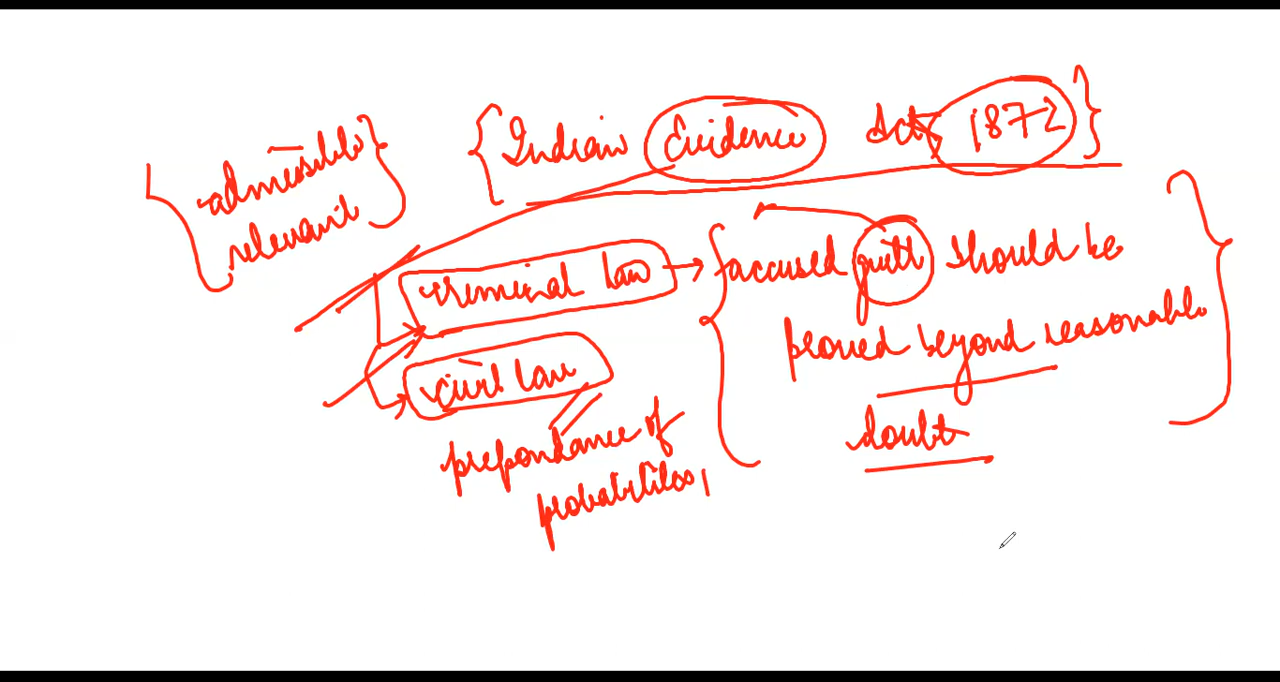 Indian Evidence Act, 1872
admissible
relevant
criminal law → accused guilt should be
proved beyond reasonable
doubt
civil law
prepondance of
probabilities